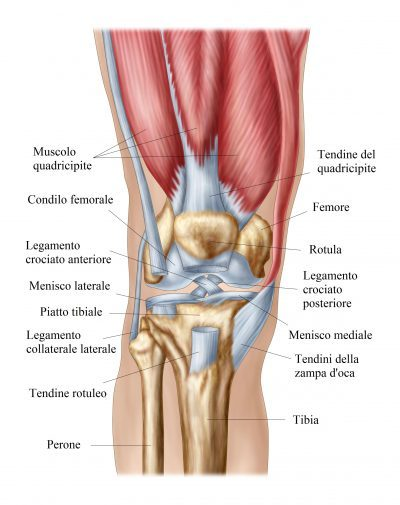 Muscolo
quadricipite
Condilo femorale
Legamento
crociato anteriore
Menisco laterale
Piatto tibiale
Legamento
collaterale laterale
Tendine rotuleo
Perone
Tendine del
quadricipite
Femore
Rotula
Legamento
crociato
posteriore
Menisco mediale
Tendini della
zampa d'oca
Tibia